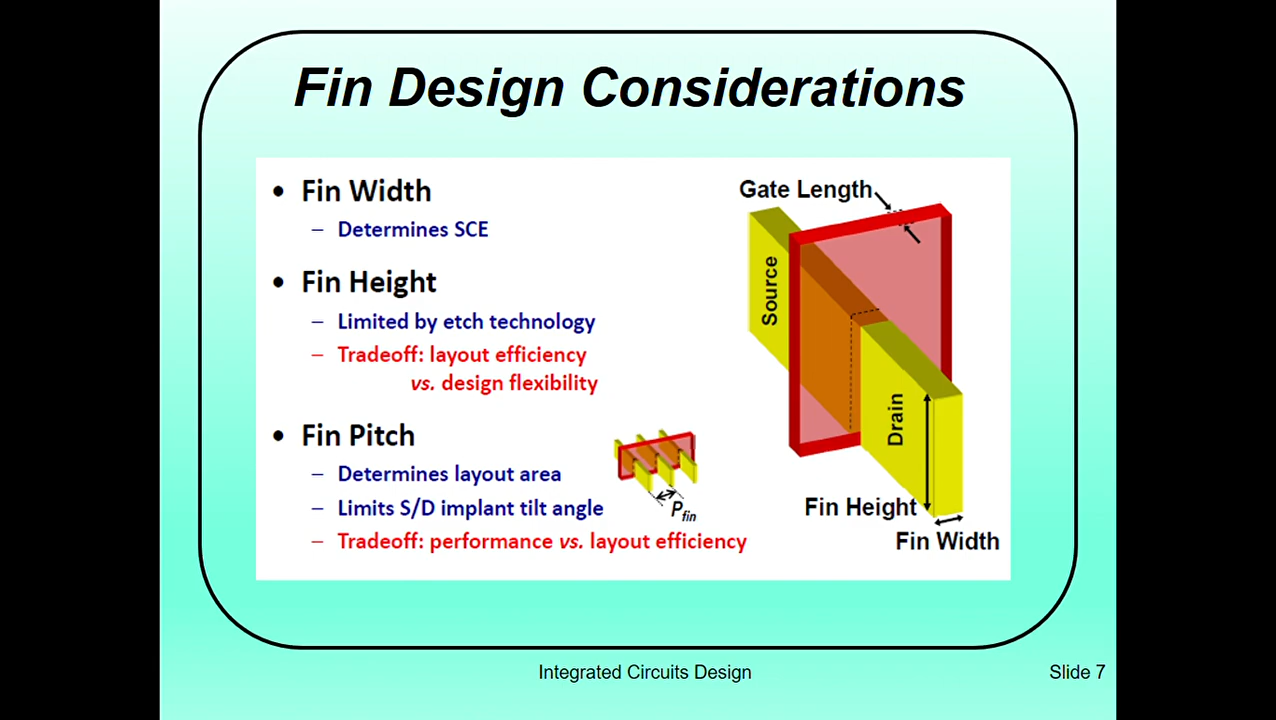 Fin Design Considerations
• Fin Width
– Determines SCE
• Fin Height
– Limited by etch technology
– Tradeoff: layout efficiency
vs. design flexibility
• Fin Pitch
– Determines layout area
– Limits S/D implant tilt angle
– Tradeoff: performance vs. layout efficiency
Pfin
Gate Length
Source
Drain
Fin Height
Fin Width
Integrated Circuits Design
Slide 7